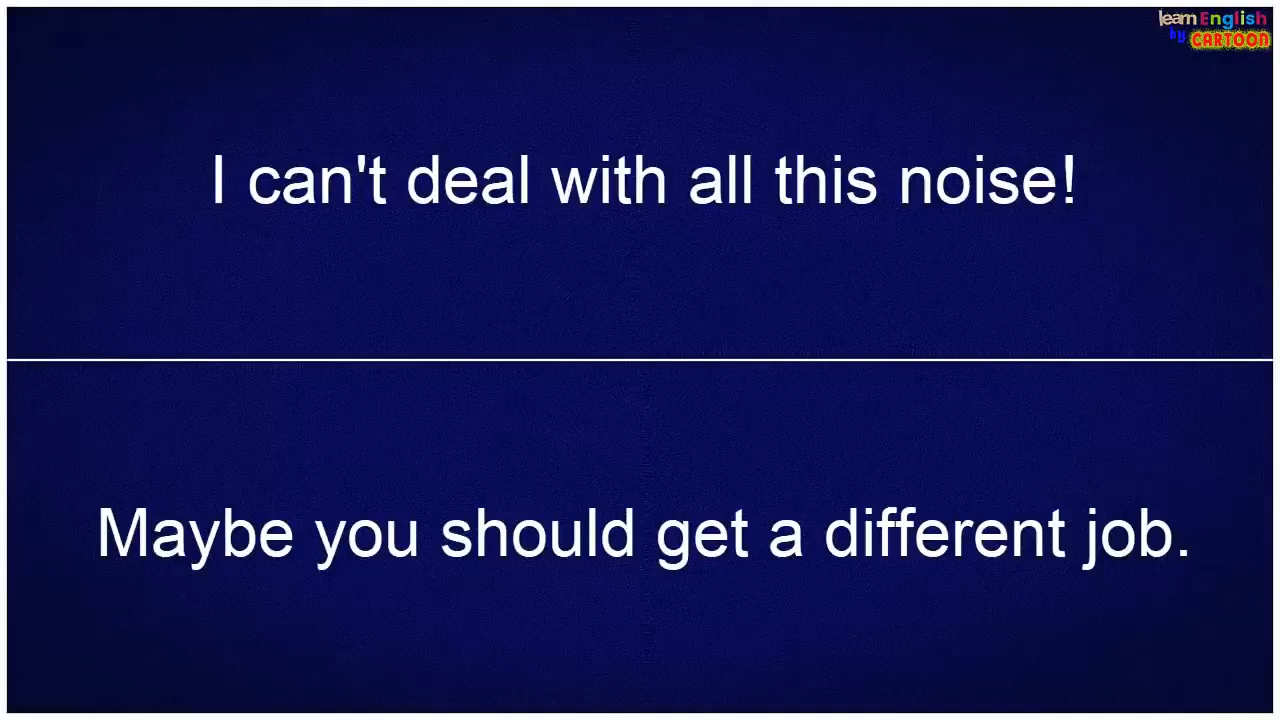 learn English
by CARTOON
I can't deal with all this noise!
Maybe you should get a different job.